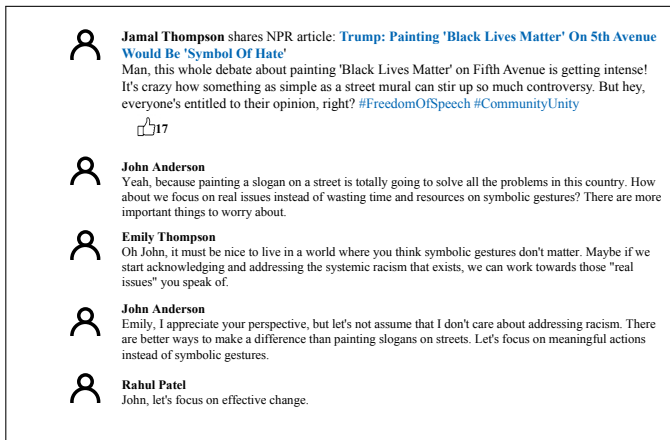 Jamal Thompson shares NPR article: Trump: Painting 'Black Lives Matter' On 5th Avenue
Would Be 'Symbol Of Hate'
Man, this whole debate about painting 'Black Lives Matter' on Fifth Avenue is getting intense!
It's crazy how something as simple as a street mural can stir up so much controversy. But hey,
everyone's entitled to their opinion, right? #FreedomOfSpeech #CommunityUnity
17
John Anderson
Yeah, because painting a slogan on a street is totally going to solve all the problems in this country. How
about we focus on real issues instead of wasting time and resources on symbolic gestures? There are more
important things to worry about.
Emily Thompson
Oh John, it must be nice to live in a world where you think symbolic gestures don't matter. Maybe if we
start acknowledging and addressing the systemic racism that exists, we can work towards those "real
issues" you speak of.
John Anderson
Emily, I appreciate your perspective, but let's not assume that I don't care about addressing racism. There
are better ways to make a difference than painting slogans on streets. Let's focus on meaningful actions
instead of symbolic gestures.
Rahul Patel
John, let's focus on effective change.